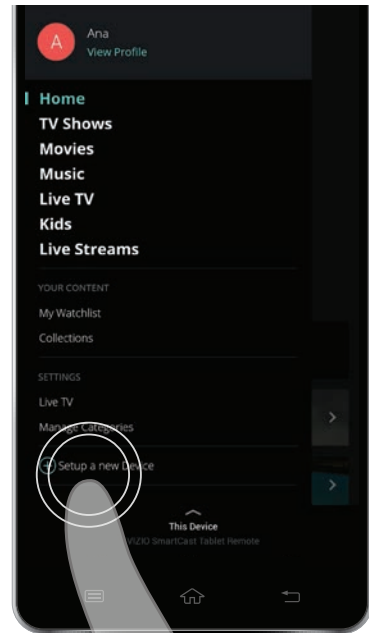 A
Ana
View Profile
Home
TV Shows
Movies
Music
Live TV
Kids
Live Streams
YOUR CONTENT
My Watchlist
Collections
SETTINGS
Live TV
Manage Categories
Setup a new Device
This Device
VIZIO SmartCast Tablet Remote